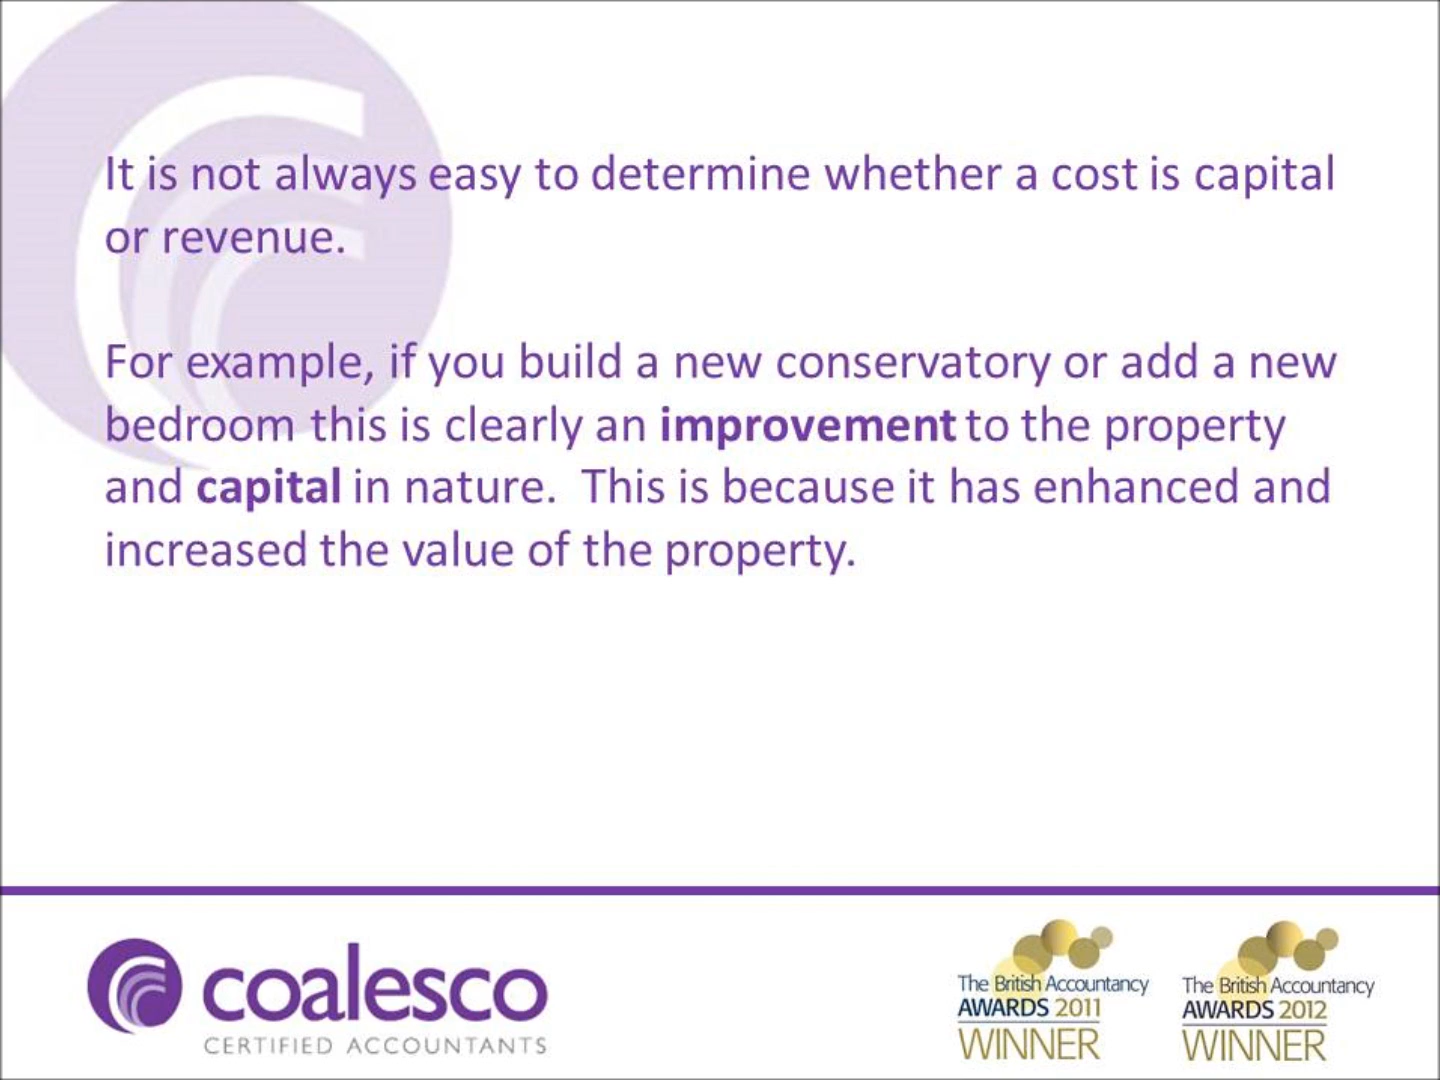 It is not always easy to determine whether a cost is capital
or revenue.
For example, if you build a new conservatory or add a new
bedroom this is clearly an improvement to the property
and capital in nature.  This is because it has enhanced and
increased the value of the property.
coalesco
CERTIFIED ACCOUNTANTS
The British Accountancy
AWARDS 2011
WINNER
The British Accountancy
AWARDS 2012
WINNER